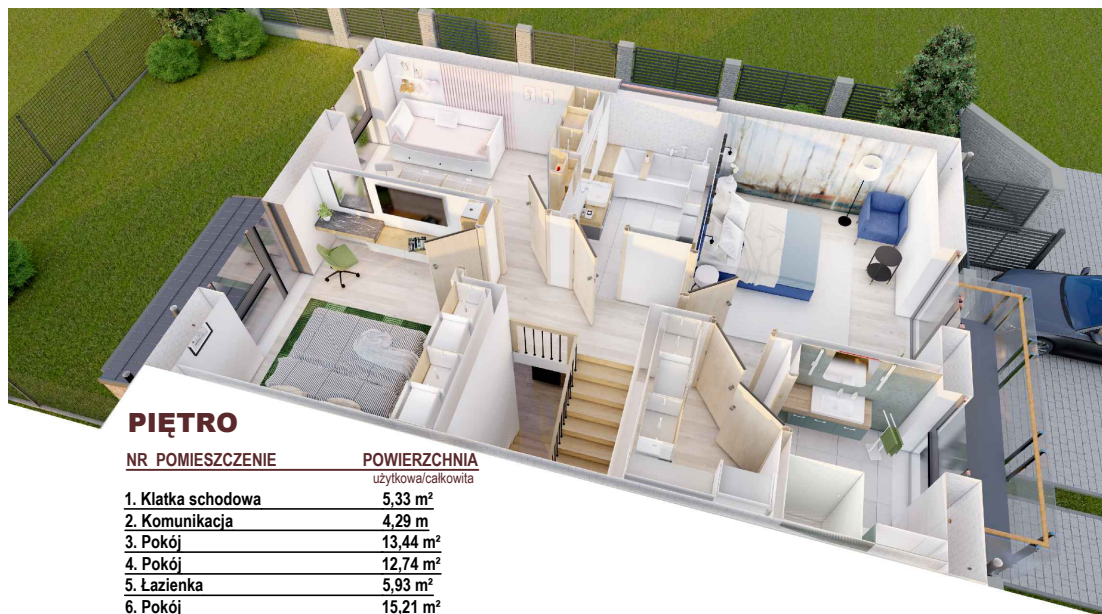 PIĘTRO
NR POMIESZCZENIE POWIERZCHNIA
użytkowa/całkowita
1. Klatka schodowa 5,33 m²
2. Komunikacja 4,29 m
3. Pokój 13,44 m²
4. Pokój 12,74 m²
5. Łazienka 5,93 m²
6. Pokój 15,21 m²